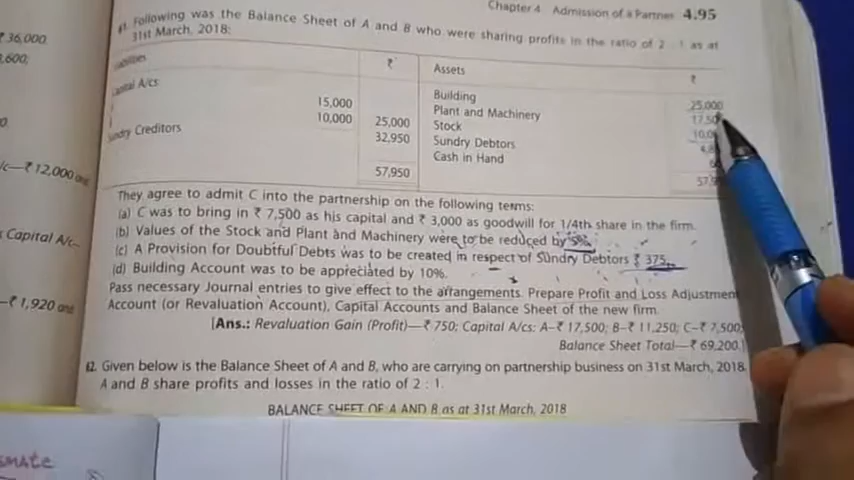 Chapter 4 Admission of a Partner 4.95
₹ 36,000
8,600;
Following was the Balance Sheet of A and B who were sharing profits in the ratio of 2 : 1 as at
31st March, 2018:
Liabilities ₹ Assets ₹
Capital A/cs: Building 25,000
15,000 Plant and Machinery
10,000 25,000 Stock
Sundry Creditors 32,950 Sundry Debtors
Cash in Hand
57,950
A/c—₹ 12,000 and
Capital A/c
—₹ 1,920 and
They agree to admit C into the partnership on the following terms:
(a) C was to bring in ₹ 7,500 as his capital and ₹ 3,000 as goodwill for 1/4th share in the firm.
(b) Values of the Stock and Plant and Machinery were to be reduced by 5%.
(c) A Provision for Doubtful Debts was to be created in respect of Sundry Debtors ₹ 375.
(d) Building Account was to be appreciated by 10%.
Pass necessary Journal entries to give effect to the arrangements. Prepare Profit and Loss Adjustment
Account (or Revaluation Account), Capital Accounts and Balance Sheet of the new firm.
[Ans.: Revaluation Gain (Profit)—₹ 750; Capital A/cs: A–₹ 17,500; B–₹ 11,250; C–₹ 7,500;
Balance Sheet Total—₹ 69,200.]
62. Given below is the Balance Sheet of A and B, who are carrying on partnership business on 31st March, 2018.
A and B share profits and losses in the ratio of 2 : 1.
BALANCE SHEET OF A AND B as at 31st March, 2018